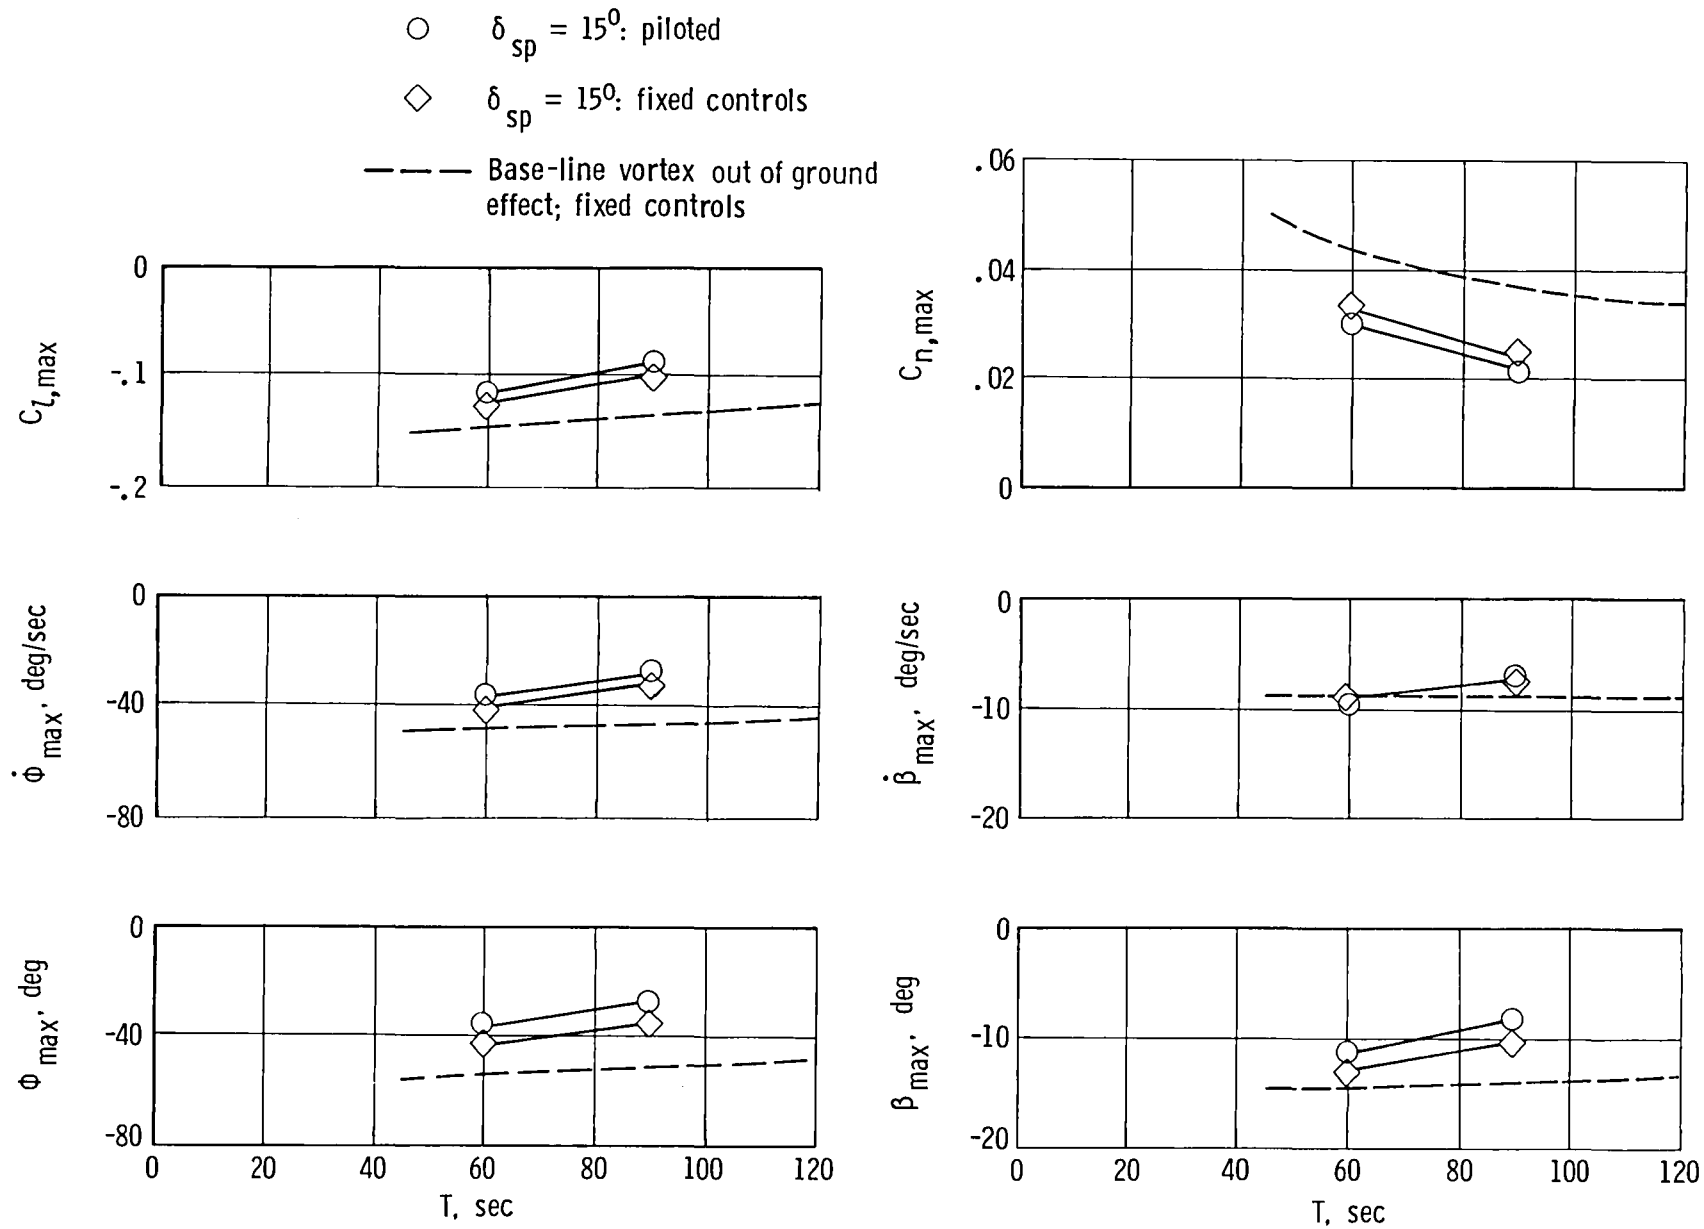 δsp = 15⁰: piloted
δsp = 15⁰: fixed controls
Base-line vortex out of ground
effect; fixed controls
0
-.1
-.2
Cl,max
.06
.04
.02
0
Cn,max
0
-40
-80
φ̇max, deg/sec
0
-10
-20
β̇max, deg/sec
0
-40
-80
φmax, deg
0 20 40 60 80 100 120
T, sec
0
-10
-20
βmax, deg
0 20 40 60 80 100 120
T, sec